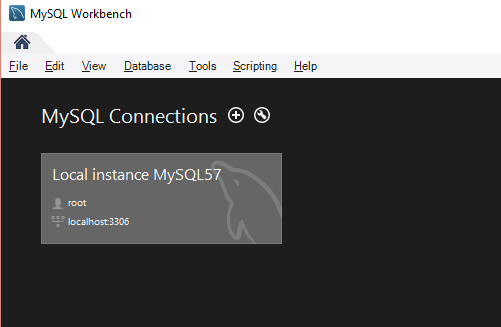 MySQL Workbench
File Edit View Database Tools Scripting Help
MySQL Connections
Local instance MySQL57
root
localhost:3306